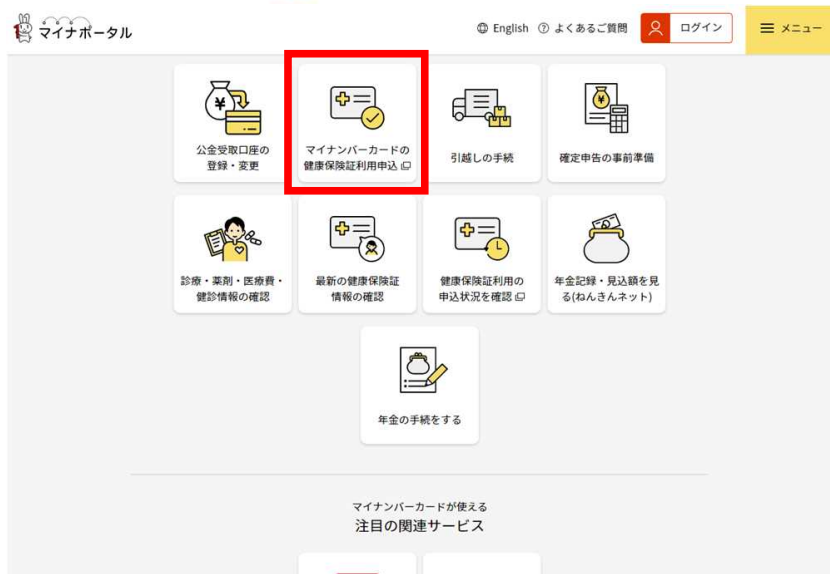 マイナポータル
English
よくあるご質問
ログイン
メニュー
公金受取口座の
登録・変更
マイナンバーカードの
健康保険証利用申込
引越しの手続
確定申告の事前準備
診療・薬剤・医療費・
健診情報の確認
最新の健康保険証
情報の確認
健康保険証利用の
申込状況を確認
年金記録・見込額を見
る(ねんきんネット)
年金の手続をする
マイナンバーカードが使える
注目の関連サービス